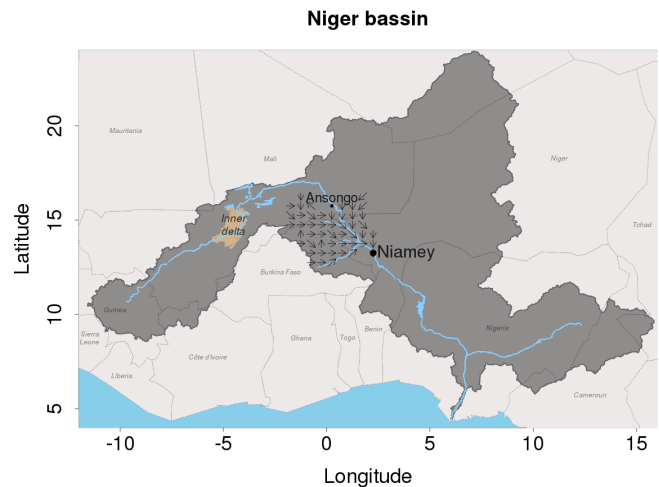 Niger bassin
Latitude
20
15
10
5
Mauritania
Mali
Niger
Tchad
Ansongo
Inner
delta
Niamey
Burkina Faso
Guinea
Sierra
Leone
Liberia
Côte d'Ivoire
Ghana
Togo
Benin
Nigeria
Cameroun
-10
-5
0
5
10
15
Longitude